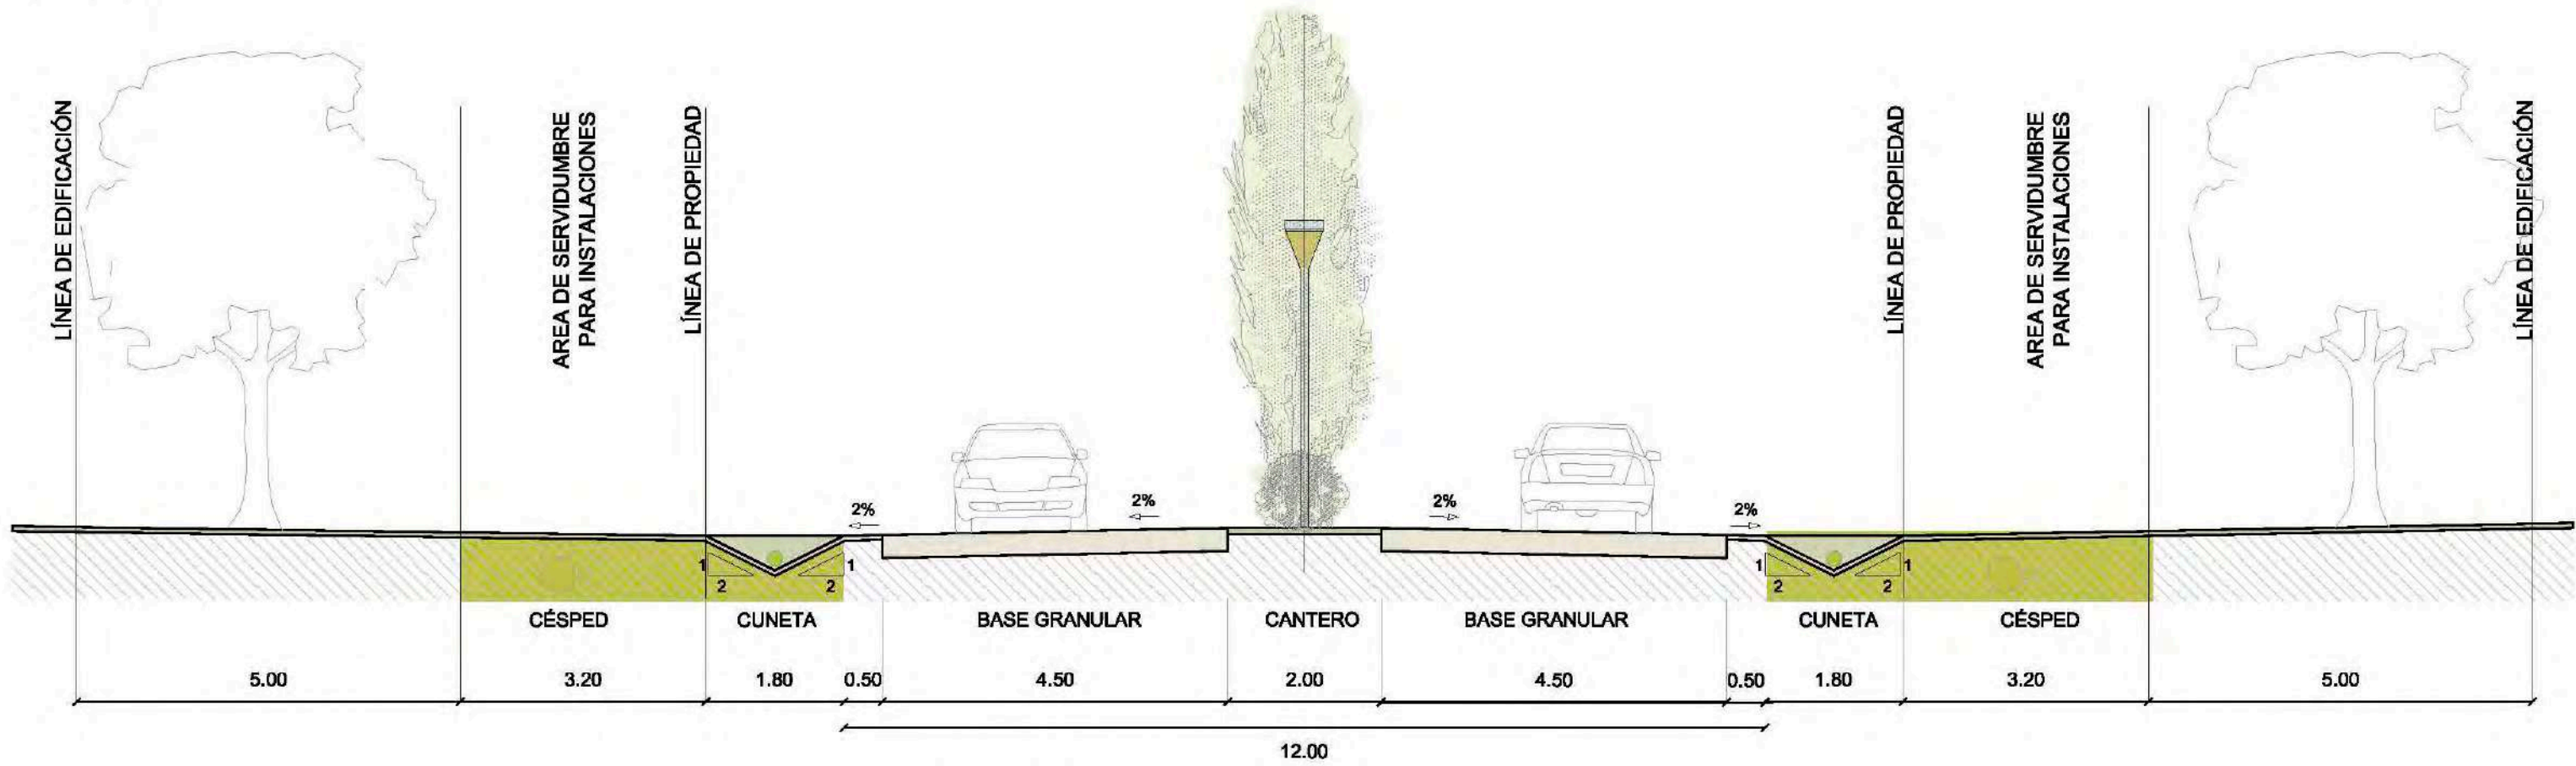 LÍNEA DE EDIFICACIÓN
AREA DE SERVIDUMBRE
PARA INSTALACIONES
LÍNEA DE PROPIEDAD
LÍNEA DE PROPIEDAD
AREA DE SERVIDUMBRE
PARA INSTALACIONES
LÍNEA DE EDIFICACIÓN
2%
2%
2%
2%
1
2
2
1
1
2
2
1
CÉSPED
CUNETA
BASE GRANULAR
CANTERO
BASE GRANULAR
CUNETA
CÉSPED
5.00
3.20
1.80
0.50
4.50
2.00
4.50
0.50
1.80
3.20
5.00
12.00